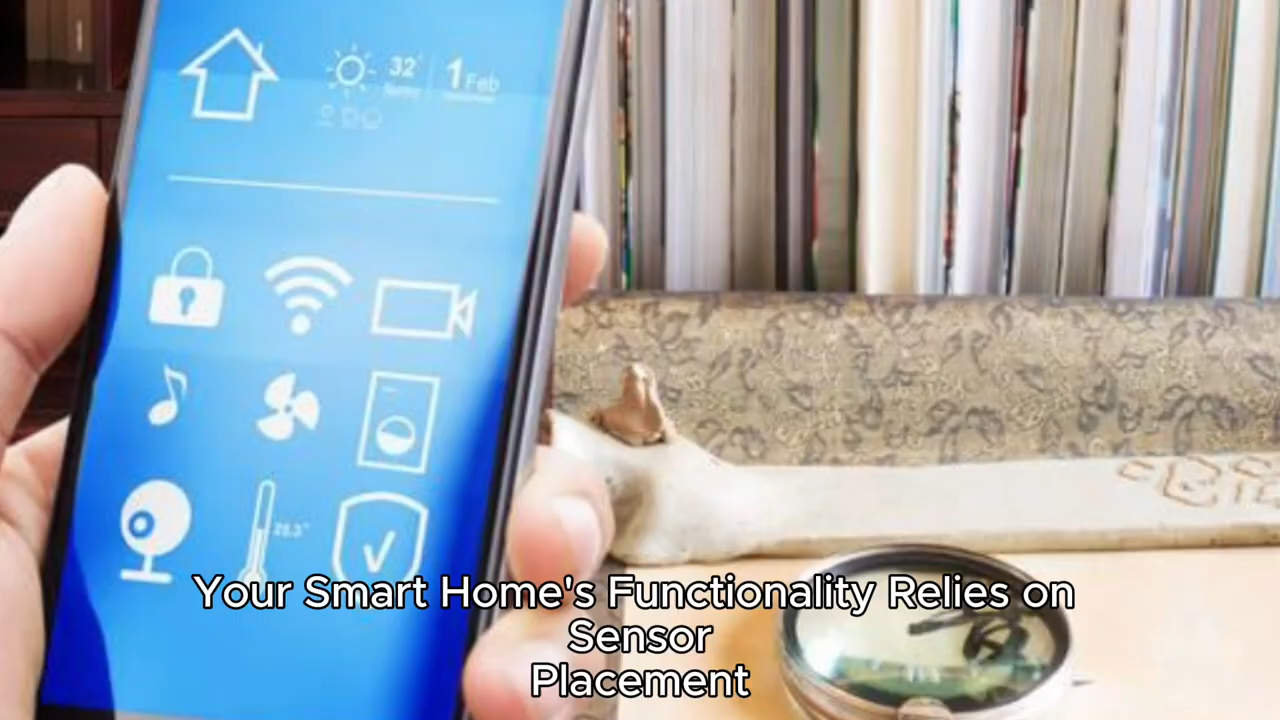 32°
1 Feb
Your Smart Home's Functionality Relies on
Sensor
Placement